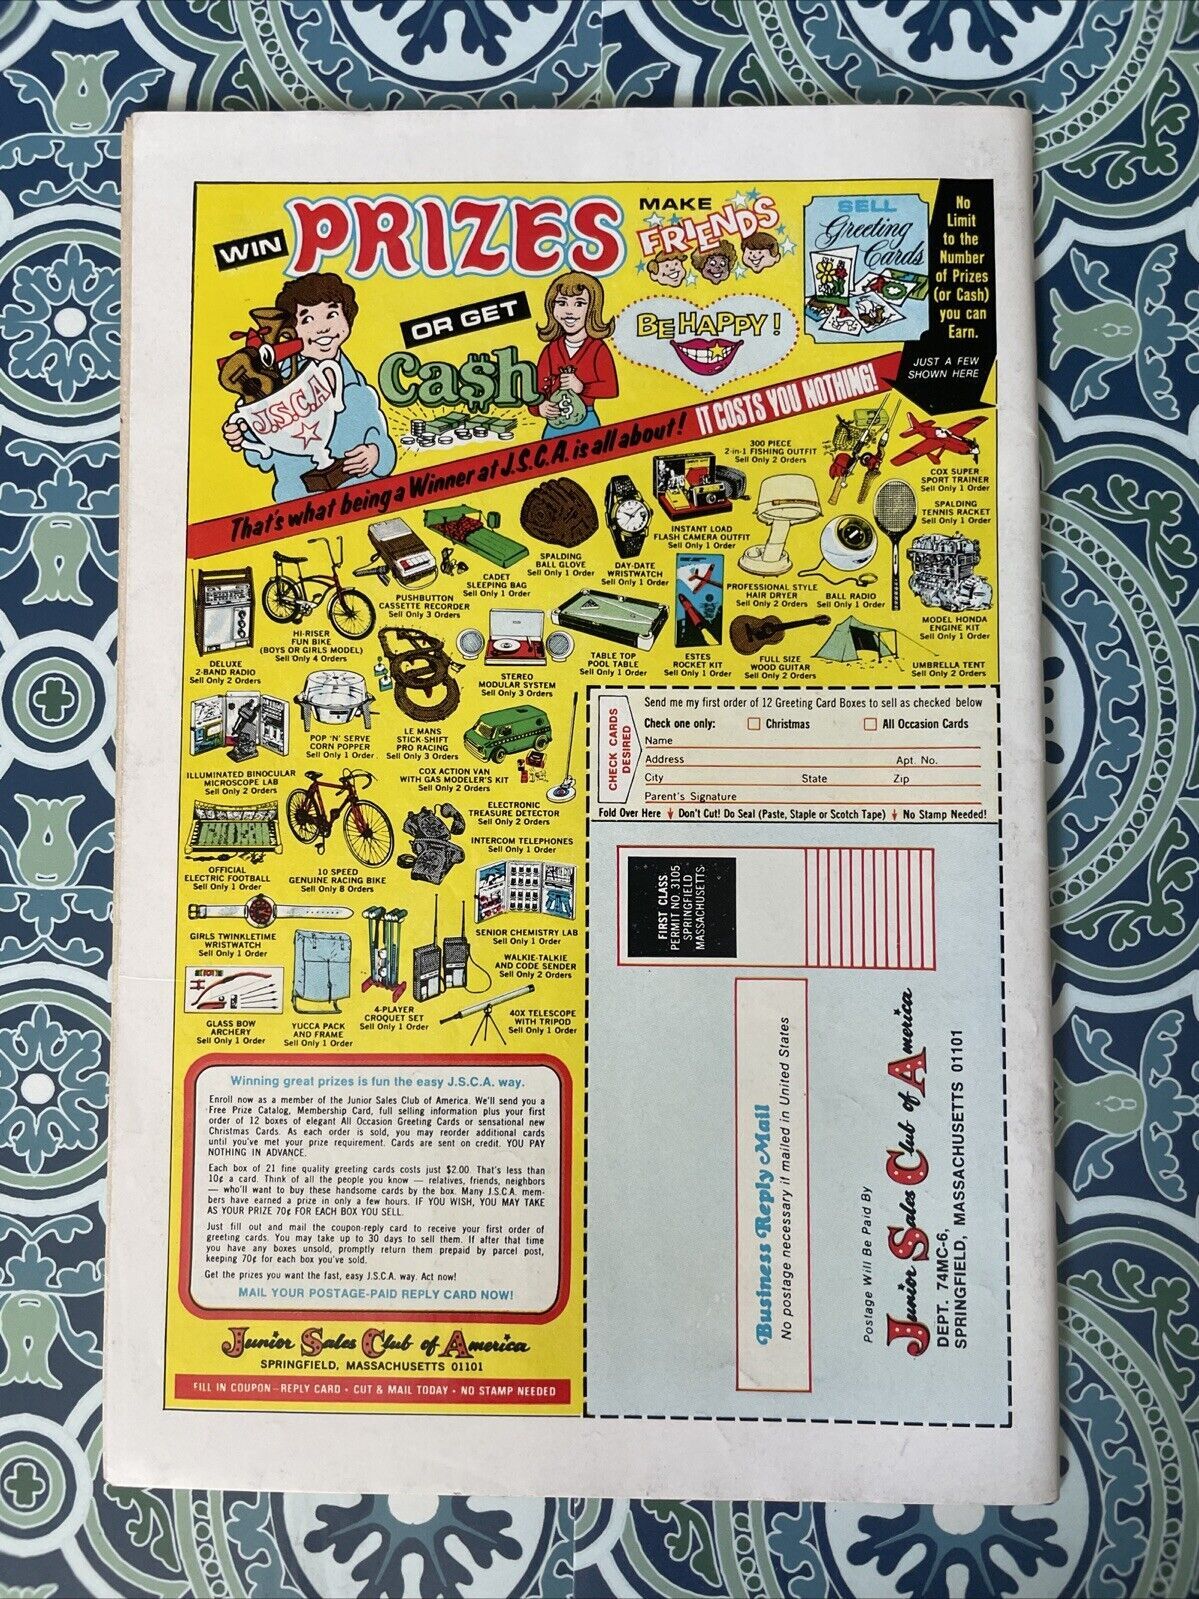 WIN PRIZES
OR GET
Cash
MAKE
FRIENDS
BE HAPPY!
SELL
Greeting
Cards
No
Limit
to the
Number
of Prizes
(or Cash)
you can
Earn.
JUST A FEW
SHOWN HERE
J.S.C.A.
$
That's what being a Winner at J.S.C.A. is all about! IT COSTS YOU NOTHING!
300 PIECE
2-in-1 FISHING OUTFIT
Sell Only 2 Orders
COX SUPER
SPORT TRAINER
Sell Only 1 Order
SPALDING
TENNIS RACKET
Sell Only 1 Order
INSTANT LOAD
FLASH CAMERA OUTFIT
Sell Only 1 Order
SPALDING
BALL GLOVE
Sell Only 1 Order
DAY-DATE
WRISTWATCH
Sell Only 1 Order
CADET
SLEEPING BAG
Sell Only 1 Order
PUSHBUTTON
CASSETTE RECORDER
Sell Only 3 Orders
PROFESSIONAL STYLE
HAIR DRYER
Sell Only 2 Orders
BALL RADIO
Sell Only 1 Order
MODEL HONDA
ENGINE KIT
Sell Only 1 Order
HI-RISER
FUN BIKE
(BOYS OR GIRLS MODEL)
Sell Only 4 Orders
DELUXE
2-BAND RADIO
Sell Only 2 Orders
STEREO
MODULAR SYSTEM
Sell Only 3 Orders
TABLE TOP
POOL TABLE
Sell Only 1 Order
ESTES
ROCKET KIT
Sell Only 1 Order
FULL SIZE
WOOD GUITAR
Sell Only 2 Orders
UMBRELLA TENT
Sell Only 2 Orders
POP 'N' SERVE
CORN POPPER
Sell Only 1 Order
LE MANS
STICK-SHIFT
PRO RACING
Sell Only 3 Orders
ILLUMINATED BINOCULAR
MICROSCOPE LAB
Sell Only 2 Orders
COX ACTION VAN
WITH GAS MODELER'S KIT
Sell Only 2 Orders
ELECTRONIC
TREASURE DETECTOR
Sell Only 2 Orders
INTERCOM TELEPHONES
Sell Only 1 Order
OFFICIAL
ELECTRIC FOOTBALL
Sell Only 1 Order
10 SPEED
GENUINE RACING BIKE
Sell Only 8 Orders
SENIOR CHEMISTRY LAB
Sell Only 1 Order
GIRLS TWINKLETIME
WRISTWATCH
Sell Only 1 Order
WALKIE-TALKIE
AND CODE SENDER
Sell Only 2 Orders
GLASS BOW
ARCHERY
Sell Only 1 Order
YUCCA PACK
AND FRAME
Sell Only 1 Order
4-PLAYER
CROQUET SET
Sell Only 1 Order
40X TELESCOPE
WITH TRIPOD
Sell Only 1 Order
Winning great prizes is fun the easy J.S.C.A. way.
Enroll now as a member of the Junior Sales Club of America. We'll send you a
Free Prize Catalog, Membership Card, full selling information plus your first
order of 12 boxes of elegant All Occasion Greeting Cards or sensational new
Christmas Cards. As each order is sold, you may reorder additional cards
until you've met your prize requirement. Cards are sent on credit. YOU PAY
NOTHING IN ADVANCE.
Each box of 21 fine quality greeting cards costs just $2.00. That's less than
10¢ a card. Think of all the people you know — relatives, friends, neighbors
— who'll want to buy these handsome cards by the box. Many J.S.C.A. mem-
bers have earned a prize in only a few hours. IF YOU WISH, YOU MAY TAKE
AS YOUR PRIZE 70¢ FOR EACH BOX YOU SELL.
Just fill out and mail the coupon-reply card to receive your first order of
greeting cards. You may take up to 30 days to sell them. If after that time
you have any boxes unsold, promptly return them prepaid by parcel post,
keeping 70¢ for each box you've sold.
Get the prizes you want the fast, easy J.S.C.A. way. Act now!
MAIL YOUR POSTAGE-PAID REPLY CARD NOW!
Junior Sales Club of America
SPRINGFIELD, MASSACHUSETTS 01101
FILL IN COUPON–REPLY CARD • CUT & MAIL TODAY • NO STAMP NEEDED
CHECK CARDS
DESIRED
Send me my first order of 12 Greeting Card Boxes to sell as checked below
Check one only: Christmas All Occasion Cards
Name
Address Apt. No.
City State Zip
Parent's Signature
Fold Over Here Don't Cut! Do Seal (Paste, Staple or Scotch Tape) No Stamp Needed!
FIRST CLASS
PERMIT NO. 3105
SPRINGFIELD
MASSACHUSETTS
Business Reply Mail
No postage necessary if mailed in United States
Postage Will Be Paid By
Junior Sales Club of America
DEPT. 74MC-6,
SPRINGFIELD, MASSACHUSETTS 01101